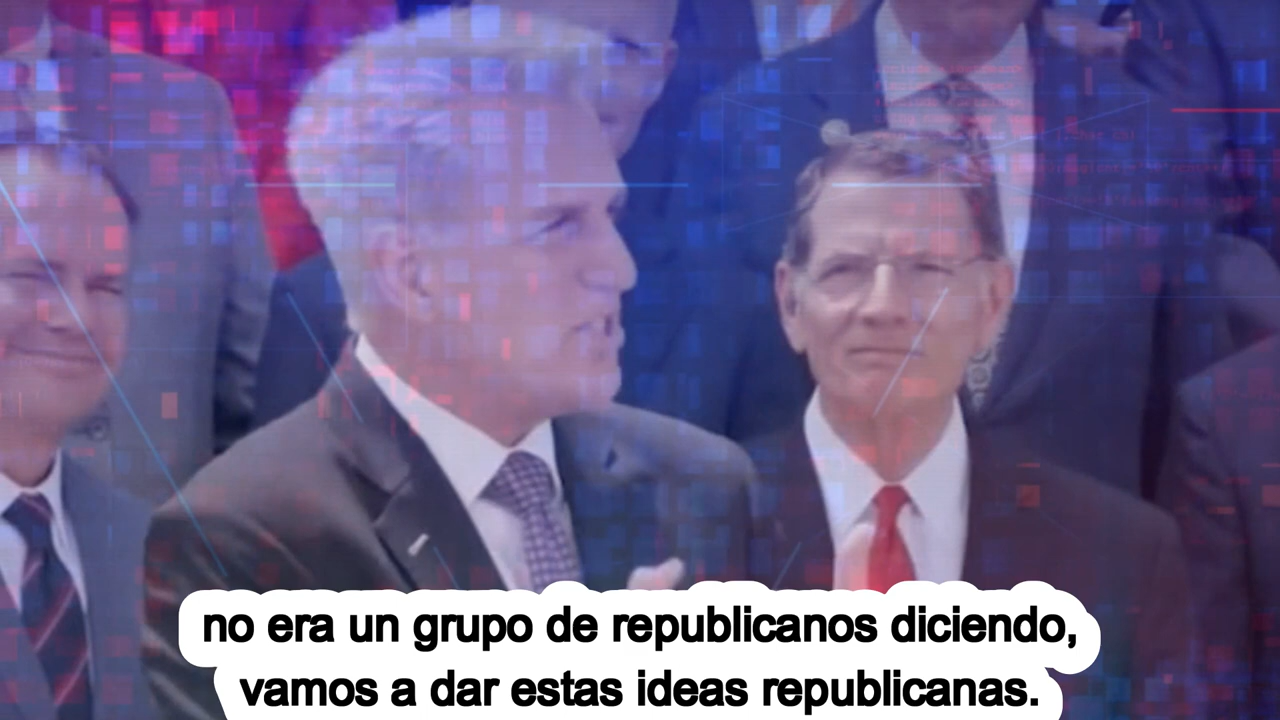 no era un grupo de republicanos diciendo,
vamos a dar estas ideas republicanas.